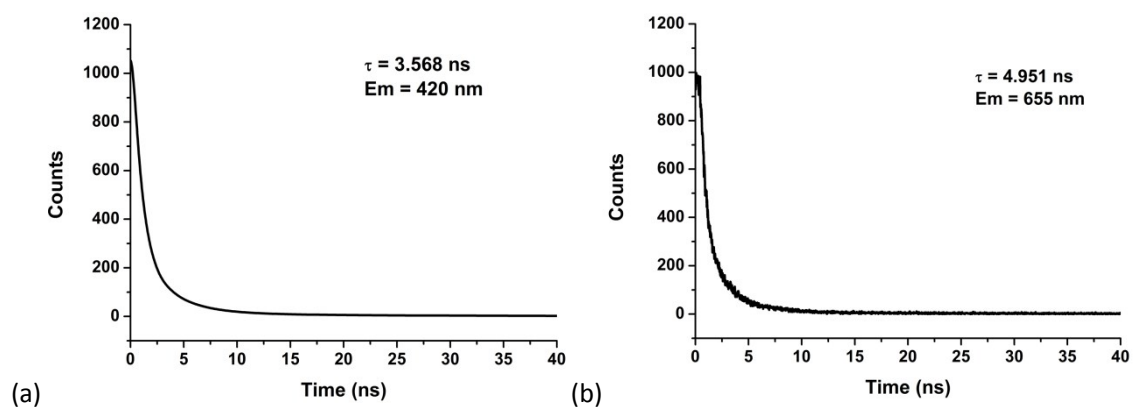 1200
1000
800
600
400
200
0
Counts
τ = 3.568 ns
Em = 420 nm
0 5 10 15 20 25 30 35 40
Time (ns)
(a)
1200
1000
800
600
400
200
0
Counts
τ = 4.951 ns
Em = 655 nm
0 5 10 15 20 25 30 35 40
Time (ns)
(b)